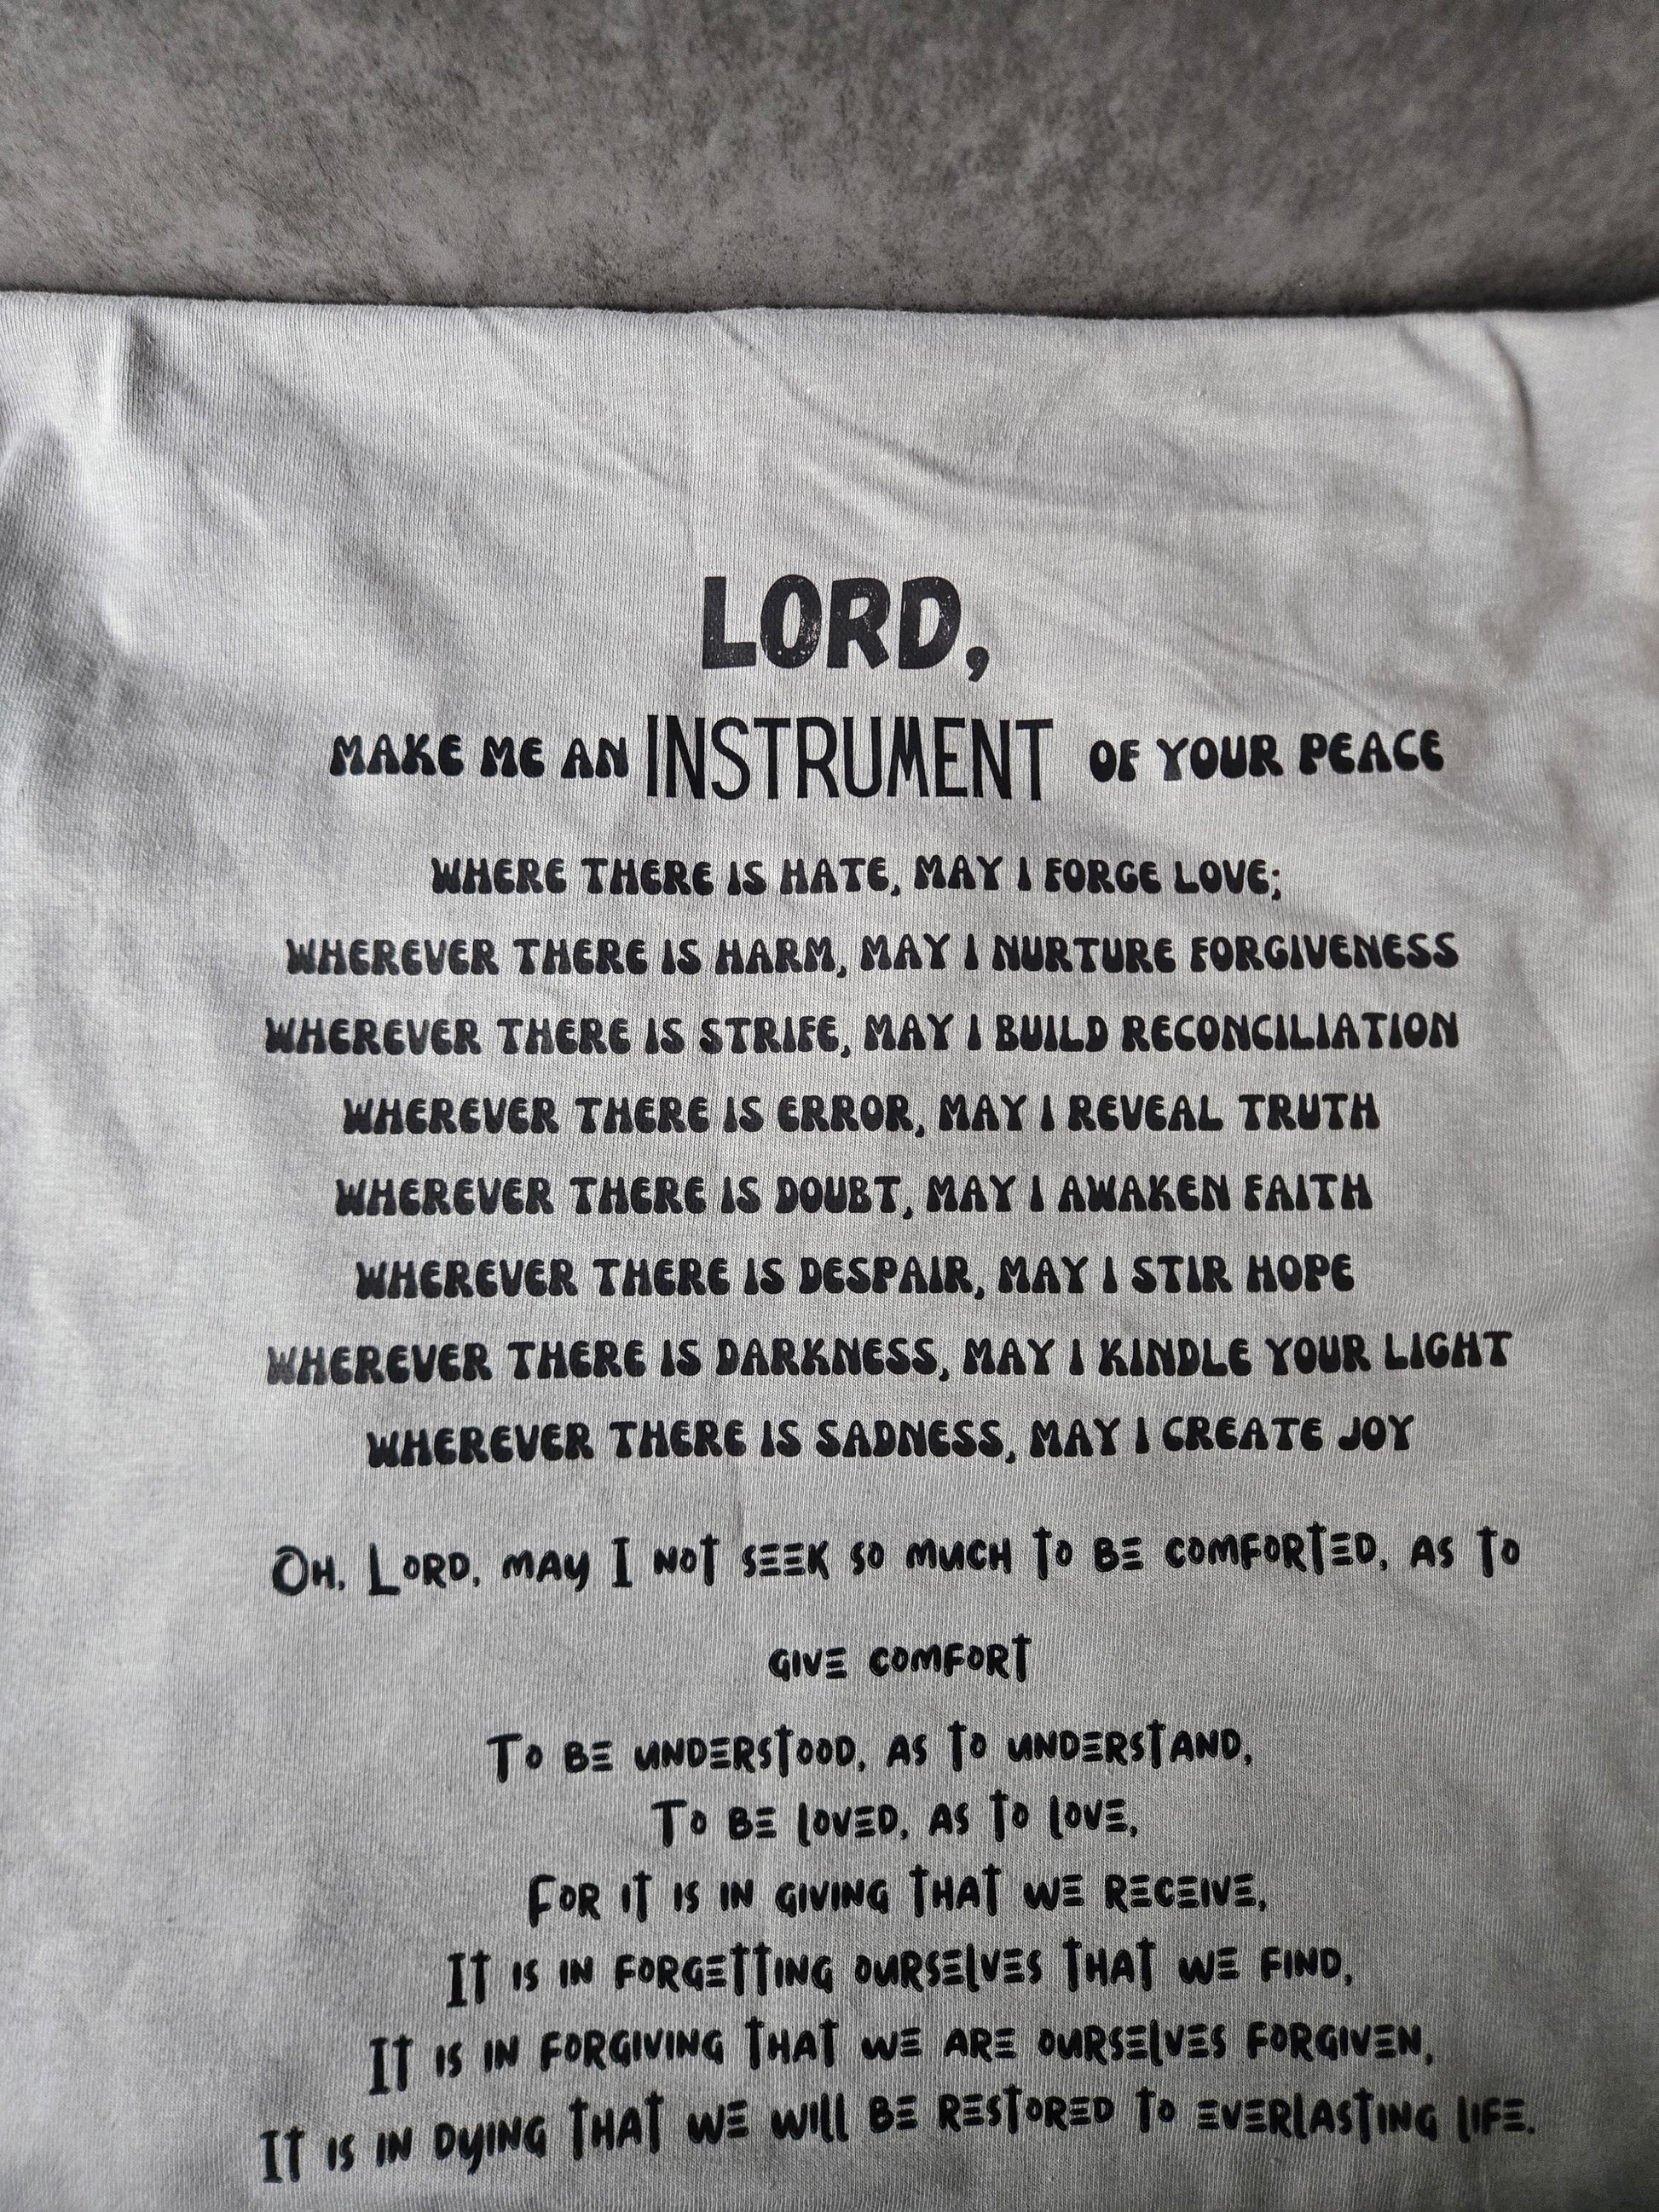 LORD,
MAKE ME AN INSTRUMENT OF YOUR PEACE
WHERE THERE IS HATE, MAY I FORGE LOVE;
WHEREVER THERE IS HARM, MAY I NURTURE FORGIVENESS
WHEREVER THERE IS STRIFE, MAY I BUILD RECONCILIATION
WHEREVER THERE IS ERROR, MAY I REVEAL TRUTH
WHEREVER THERE IS DOUBT, MAY I AWAKEN FAITH
WHEREVER THERE IS DESPAIR, MAY I STIR HOPE
WHEREVER THERE IS DARKNESS, MAY I KINDLE YOUR LIGHT
WHEREVER THERE IS SADNESS, MAY I CREATE JOY
OH, LORD, MAY I NOT SEEK SO MUCH TO BE COMFORTED, AS TO
GIVE COMFORT
TO BE UNDERSTOOD, AS TO UNDERSTAND,
TO BE LOVED, AS TO LOVE,
FOR IT IS IN GIVING THAT WE RECEIVE,
IT IS IN FORGETTING OURSELVES THAT WE FIND,
IT IS IN FORGIVING THAT WE ARE OURSELVES FORGIVEN,
IT IS IN DYING THAT WE WILL BE RESTORED TO EVERLASTING LIFE.